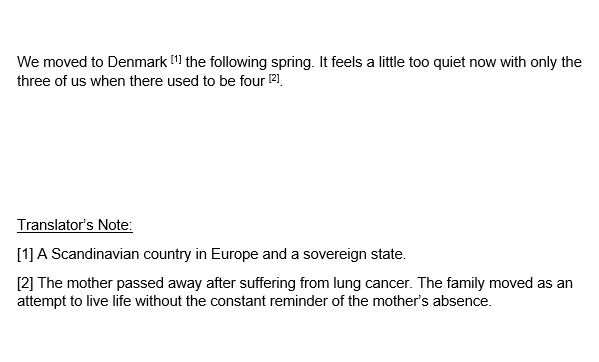 We moved to Denmark [1] the following spring. It feels a little too quiet now with only the
three of us when there used to be four [2].
Translator’s Note:
[1] A Scandinavian country in Europe and a sovereign state.
[2] The mother passed away after suffering from lung cancer. The family moved as an
attempt to live life without the constant reminder of the mother’s absence.